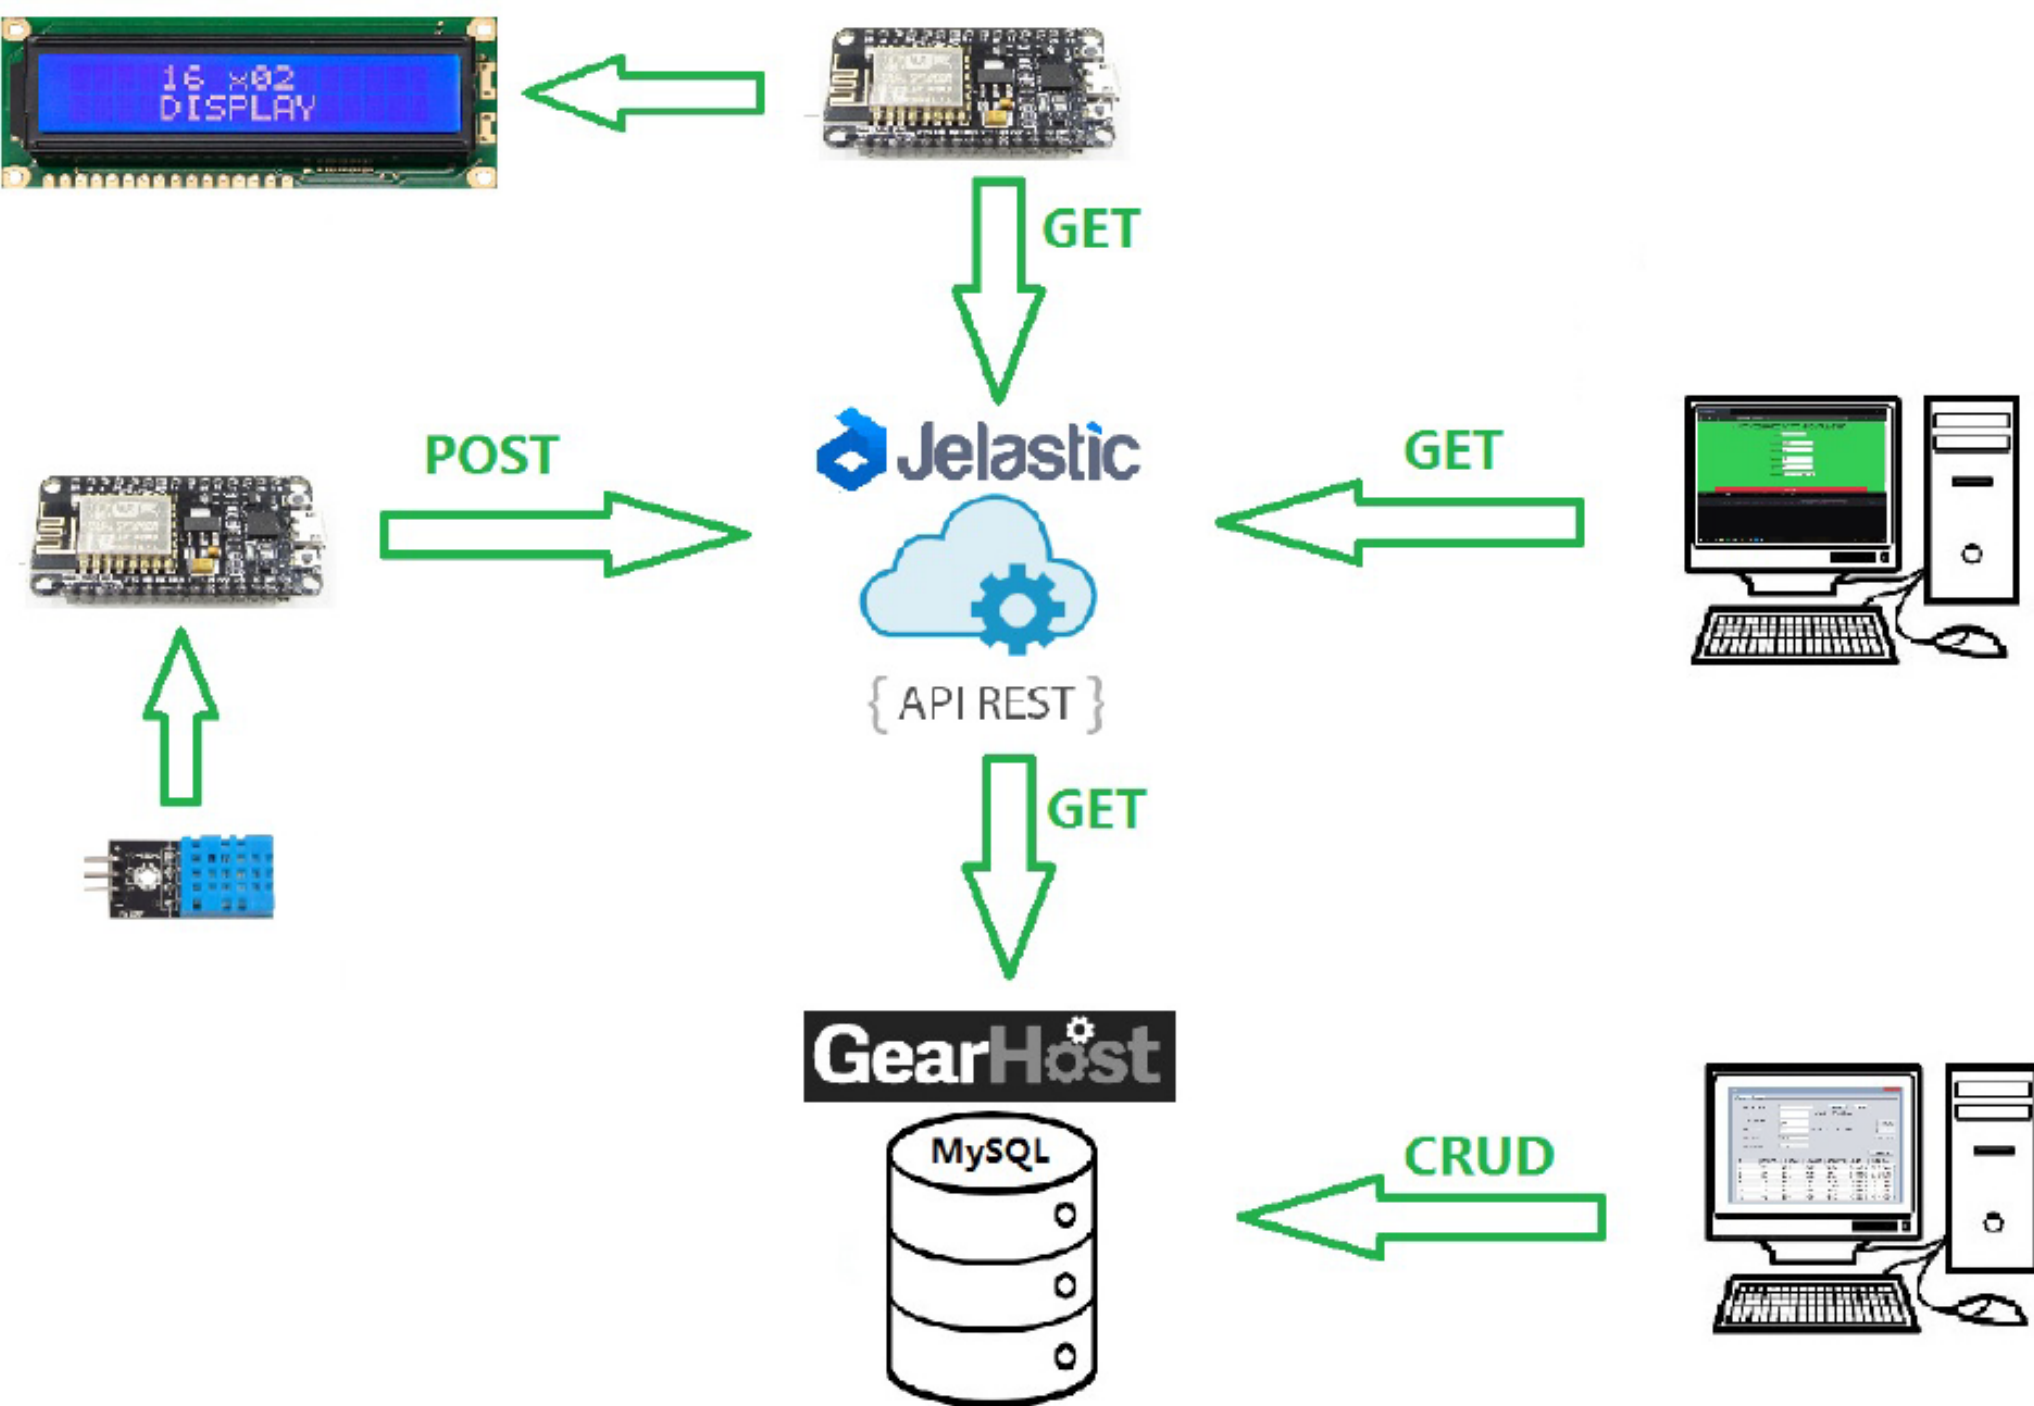 16 x02
DISPLAY
GET
POST
Jelastic
GET
{ API REST }
GET
GearHost
MySQL
CRUD